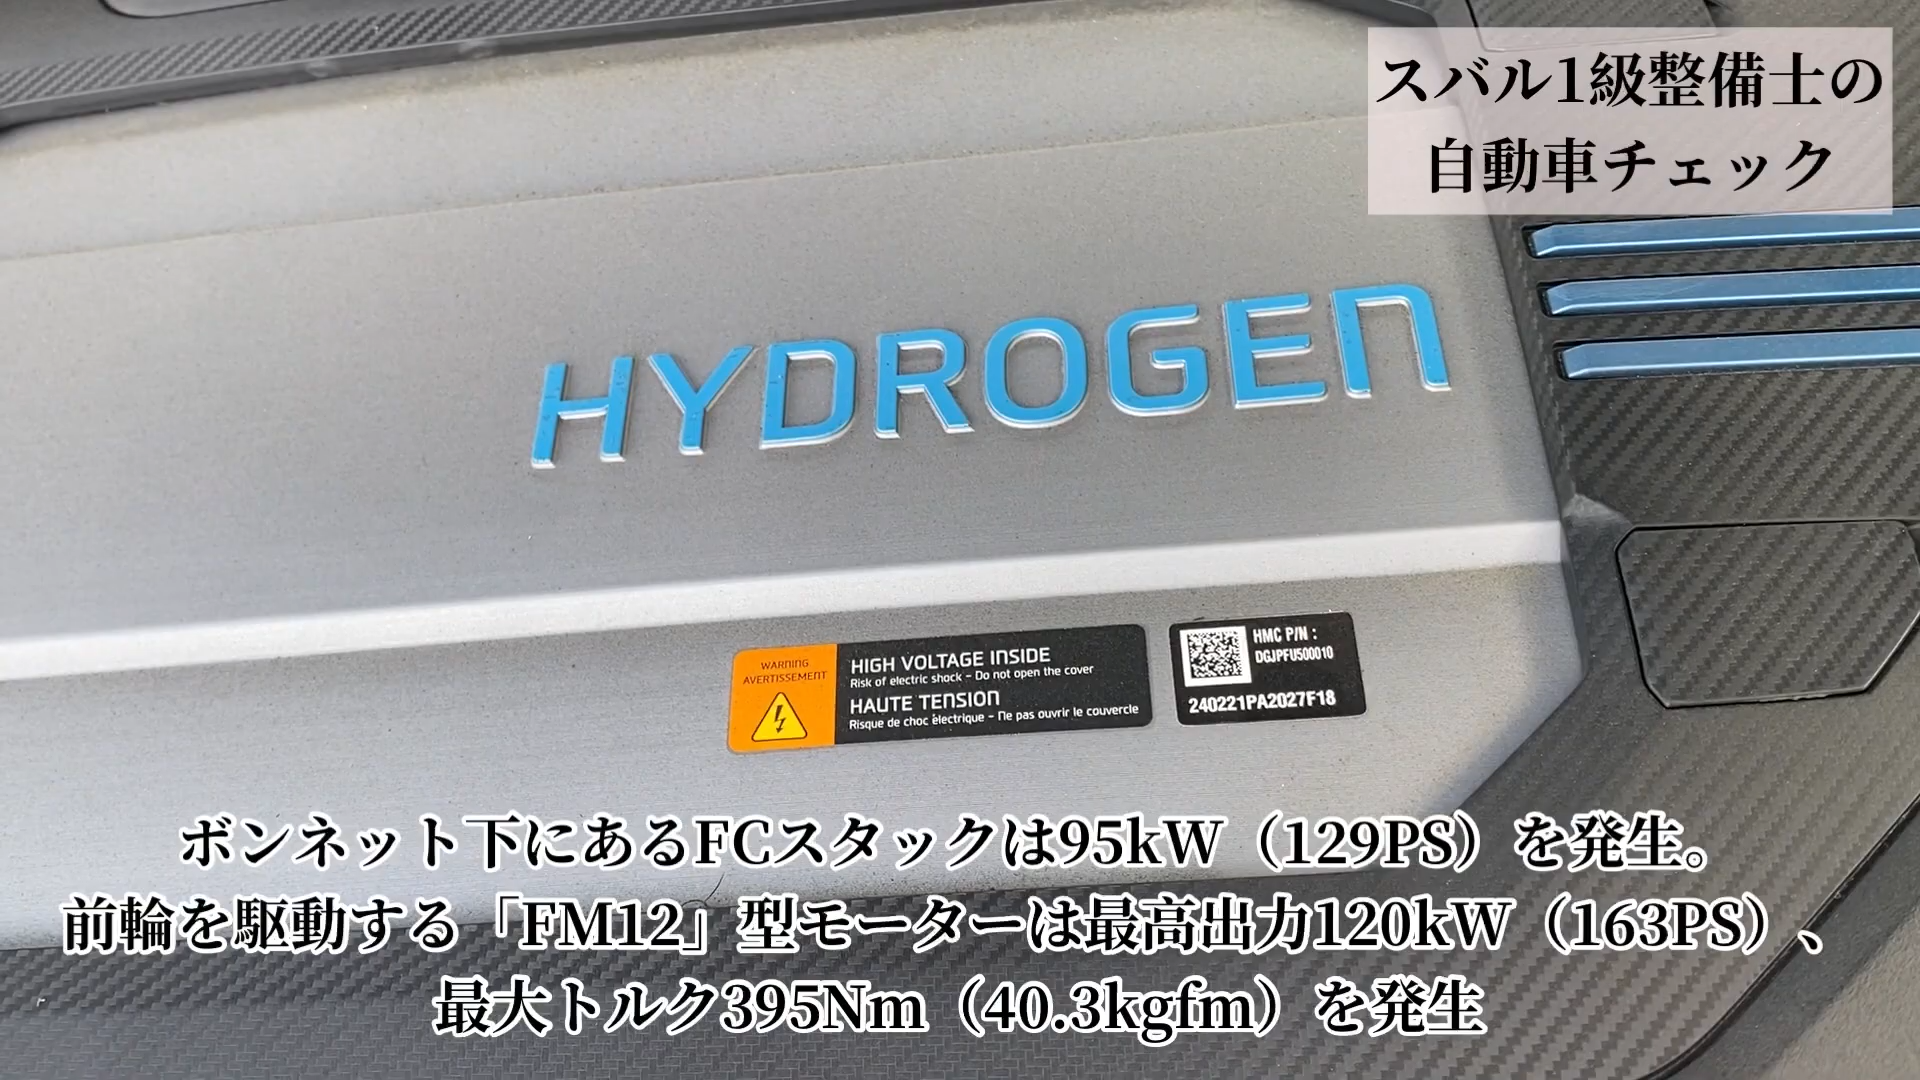 スバル1級整備士の
自動車チェック
HYDROGEN
WARNING
AVERTISSEMENT
HIGH VOLTAGE INSIDE
Risk of electric shock - Do not open the cover
HAUTE TENSION
Risque de choc électrique - Ne pas ouvrir le couvercle
HMC P/N :
DGJPFU500010
240221PA2027F18
ボンネット下にあるFCスタックは95kW（129PS）を発生。
前輪を駆動する「FM12」型モーターは最高出力120kW（163PS）、
最大トルク395Nm（40.3kgfm）を発生